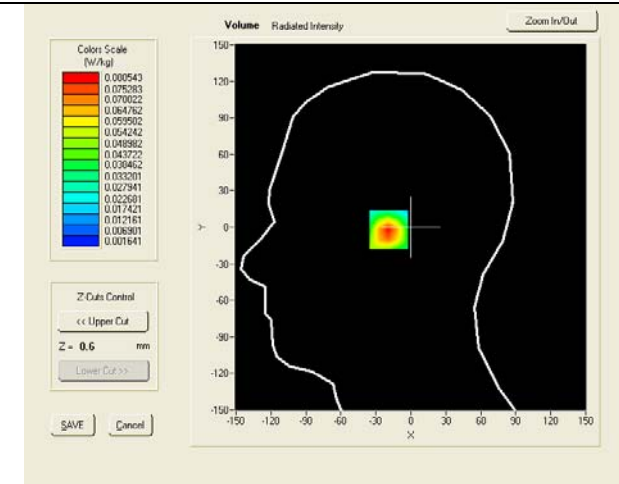 Volume Radiated Intensity
Zoom In/Out
Colors Scale
(W/kg)
0.080543
0.075283
0.070022
0.064762
0.059502
0.054242
0.048982
0.043722
0.038462
0.033201
0.027941
0.022681
0.017421
0.012161
0.006901
0.001641
Z-Cuts Control
<< Upper Cut
Z = 0.6 mm
Lower Cut >>
SAVE Cancel
150
120
90
60
30
0
-30
-60
-90
-120
-150
Y
-150 -120 -90 -60 -30 0 30 60 90 120 150
X